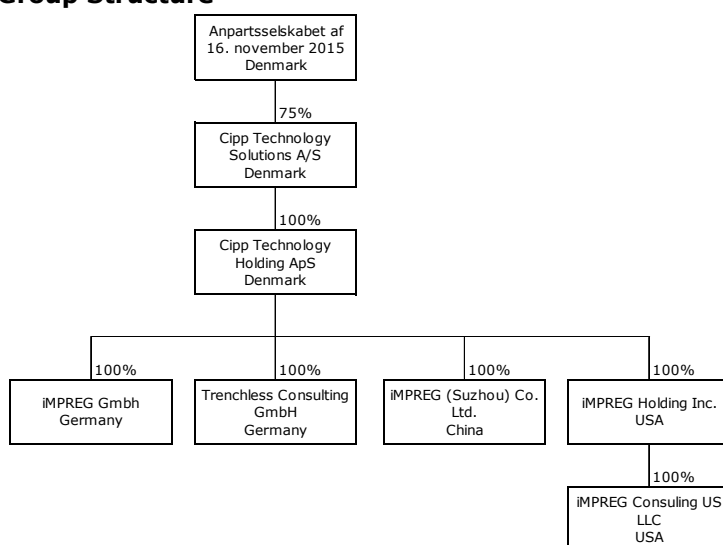 Group Structure
Anpartsselskabet af
16. november 2015
Denmark
75%
Cipp Technology
Solutions A/S
Denmark
100%
Cipp Technology
Holding ApS
Denmark
100%
100%
100%
100%
iMPREG Gmbh
Germany
Trenchless Consulting
GmbH
Germany
iMPREG (Suzhou) Co.
Ltd.
China
iMPREG Holding Inc.
USA
100%
iMPREG Consuling US
LLC
USA